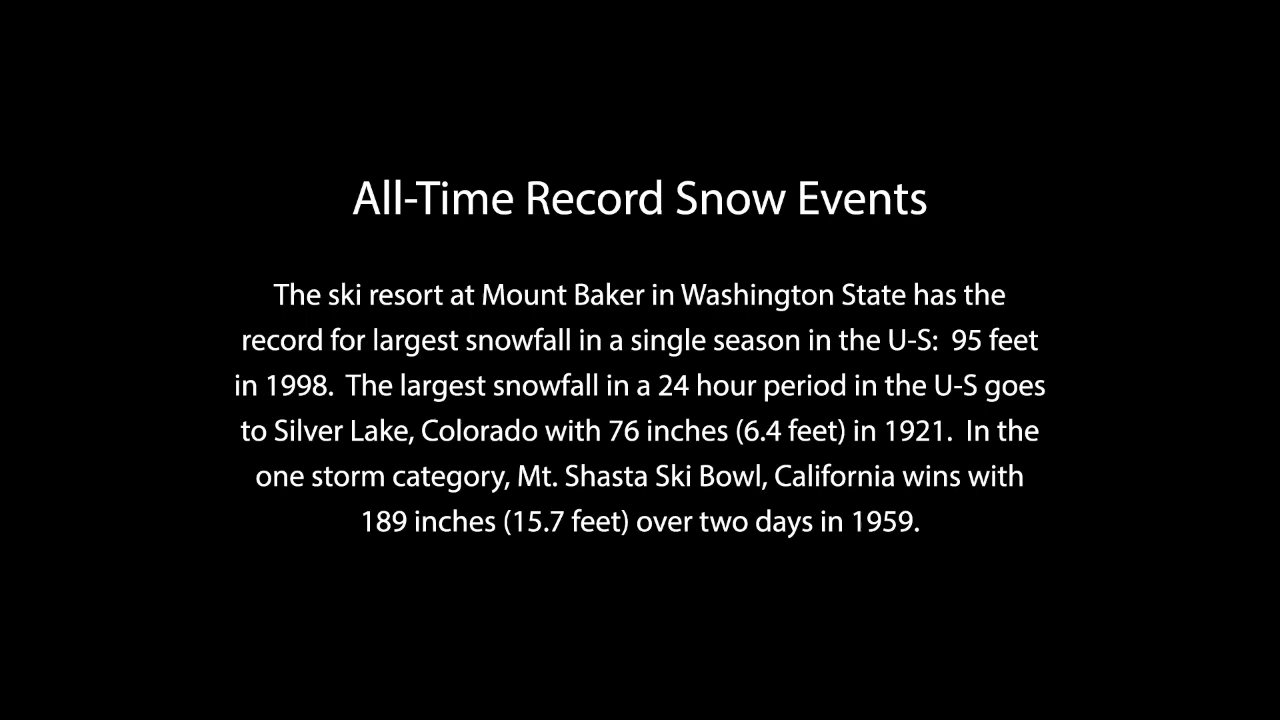 All-Time Record Snow Events
The ski resort at Mount Baker in Washington State has the
record for largest snowfall in a single season in the U-S:  95 feet
in 1998.  The largest snowfall in a 24 hour period in the U-S goes
to Silver Lake, Colorado with 76 inches (6.4 feet) in 1921.  In the
one storm category, Mt. Shasta Ski Bowl, California wins with
189 inches (15.7 feet) over two days in 1959.